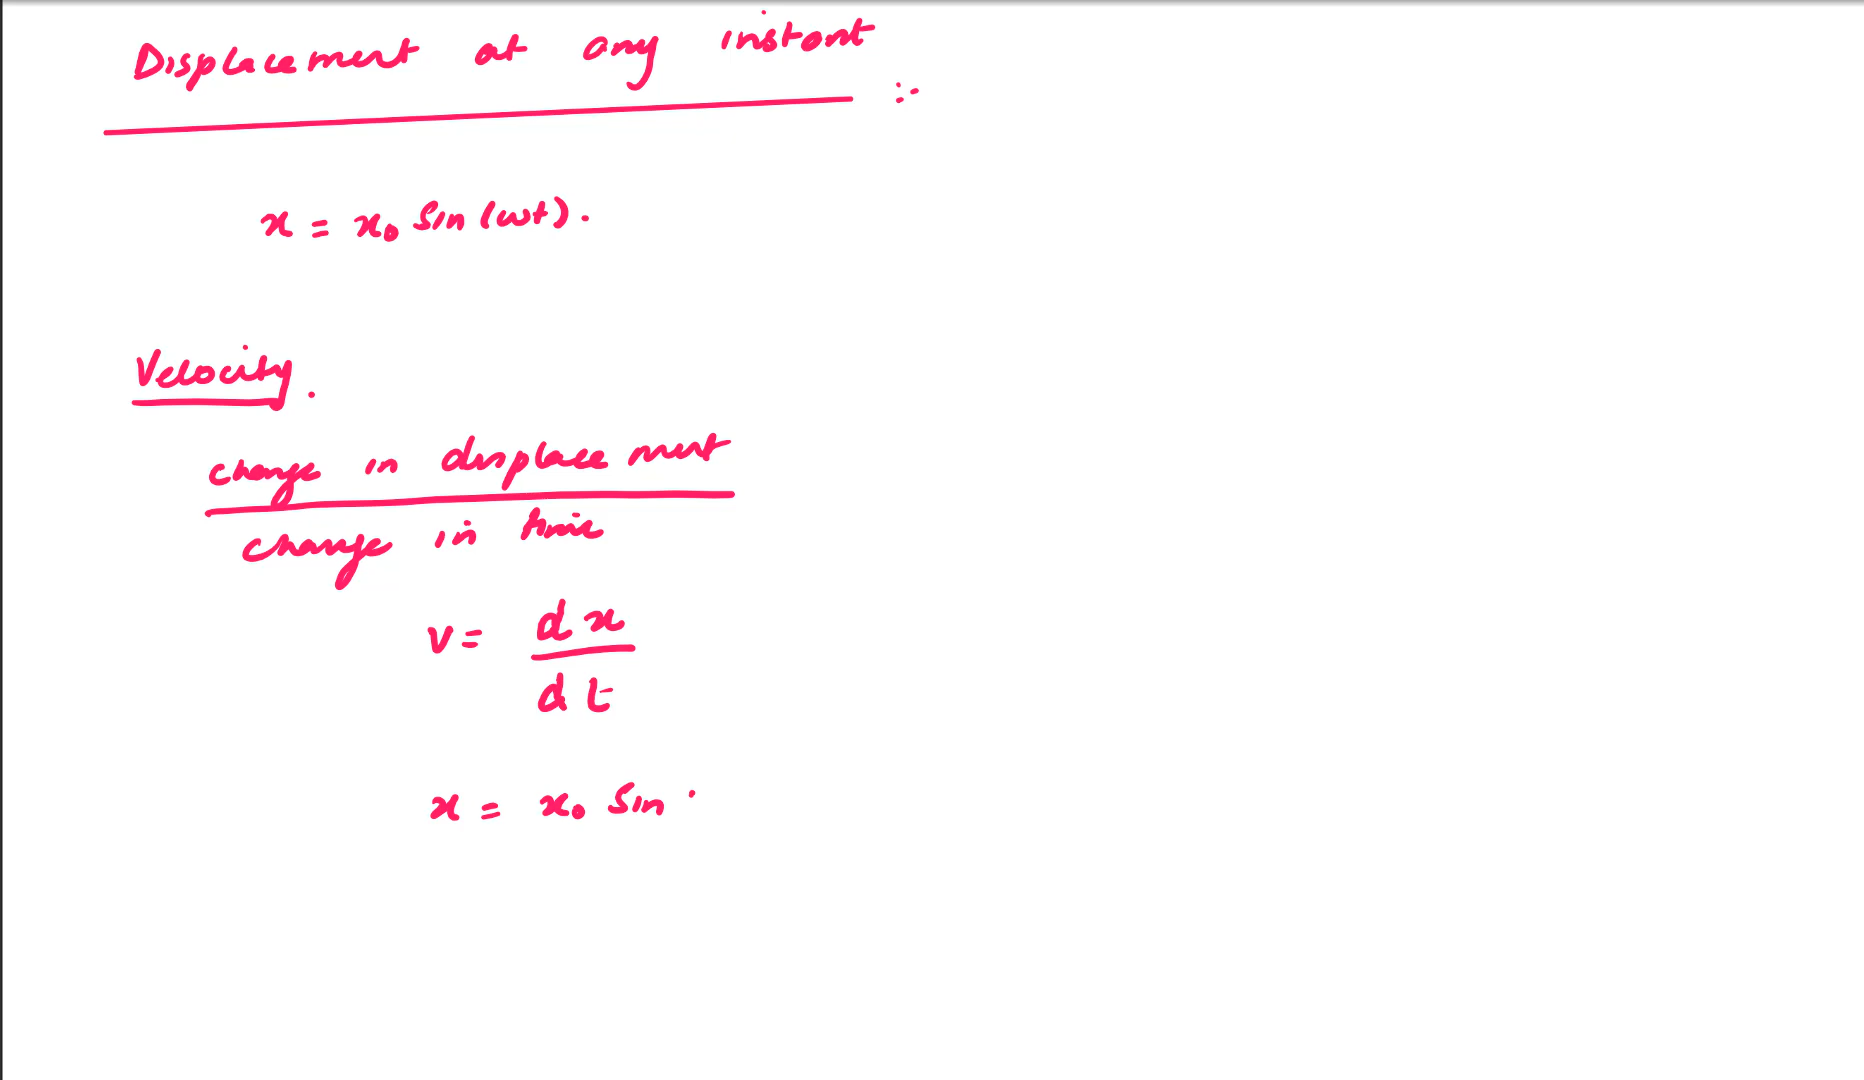 Displacement at any instant :-
x = x₀ sin (ωt).
Velocity.
change in displacement
change in time
v = dx
dt
x = x₀ sin